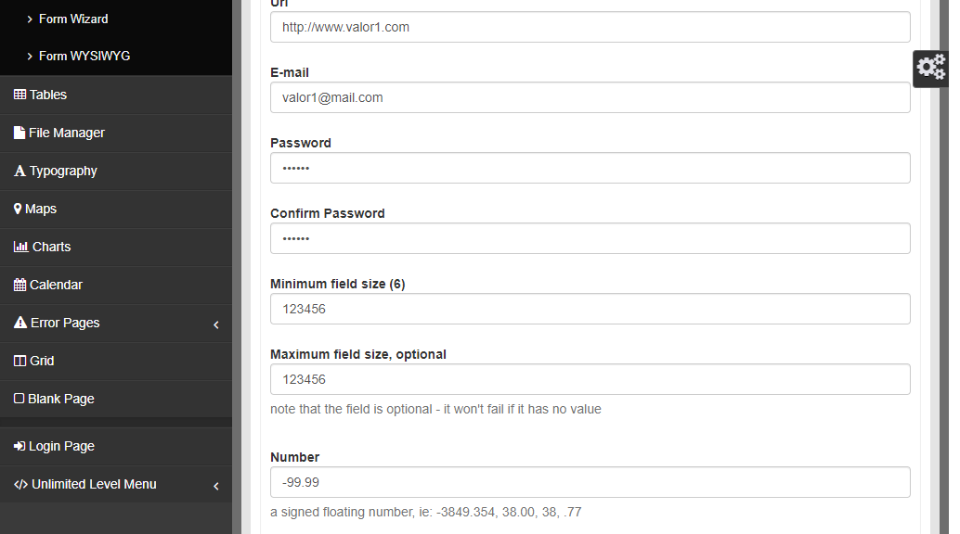 Form Wizard
Form WYSIWYG
Tables
File Manager
Typography
Maps
Charts
Calendar
Error Pages
Grid
Blank Page
Login Page
Unlimited Level Menu
Url
http://www.valor1.com
E-mail
valor1@mail.com
Password
••••••
Confirm Password
••••••
Minimum field size (6)
123456
Maximum field size, optional
123456
note that the field is optional - it won't fail if it has no value
Number
-99.99
a signed floating number, ie: -3849.354, 38.00, 38, .77